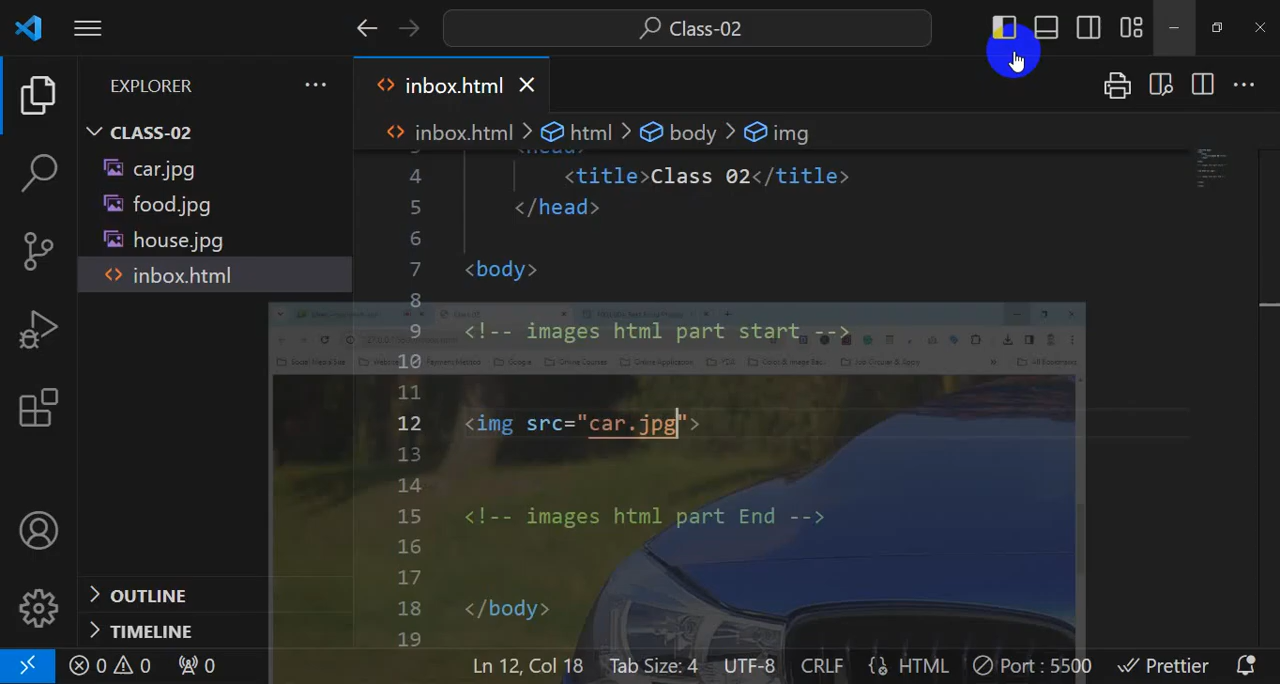 Class-02
EXPLORER
CLASS-02
car.jpg
food.jpg
house.jpg
inbox.html
OUTLINE
TIMELINE
inbox.html
inbox.html > html > body > img
<head>
4 <title>Class 02</title>
5 </head>
6
7 <body>
8
9 <!-- images html part start -->
10
11
12 <img src="car.jpg">
13
14
15 <!-- images html part End -->
16
17
18 </body>
19
0 0 0 Ln 12, Col 18 Tab Size: 4 UTF-8 CRLF HTML Port : 5500 Prettier